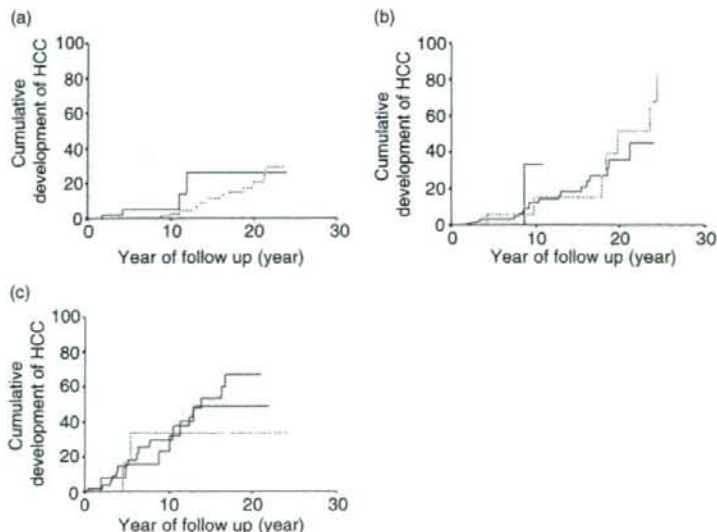 (a)
100
80
60
40
20
0
Cumulative
development of HCC
0 10 20 30
Year of follow up (year)
(b)
100
80
60
40
20
0
Cumulative
development of HCC
0 10 20 30
Year of follow up (year)
(c)
100
80
60
40
20
0
Cumulative
development of HCC
0 10 20 30
Year of follow up (year)